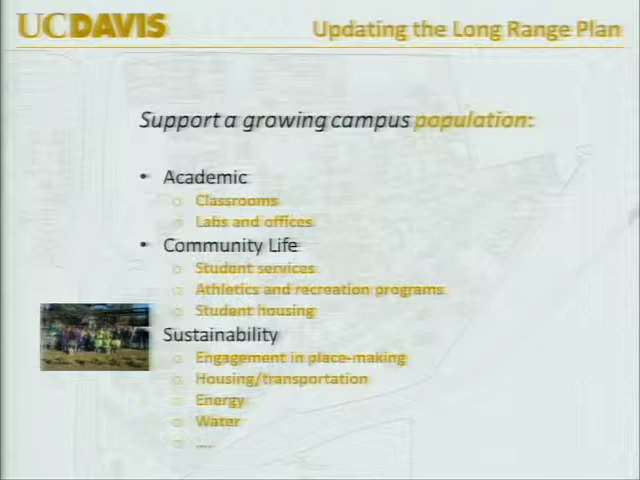 UCDAVIS
Updating the Long Range Plan
Support a growing campus population:
• Academic
o Classrooms
o Labs and offices
• Community Life
o Student services
o Athletics and recreation programs
o Student housing
Sustainability
o Engagement in place-making
o Housing/transportation
o Energy
o Water
o ....